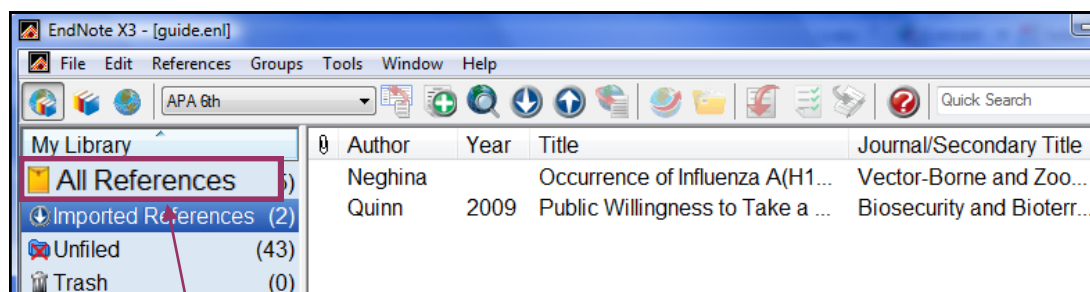 EndNote X3 - [guide.enl]
File Edit References Groups Tools Window Help
APA 6th Quick Search
My Library Author Year Title Journal/Secondary Title
All References 5)
Neghina Occurrence of Influenza A(H1... Vector-Borne and Zoo...
Imported References (2) Quinn 2009 Public Willingness to Take a ... Biosecurity and Bioterr...
Unfiled (43)
Trash (0)